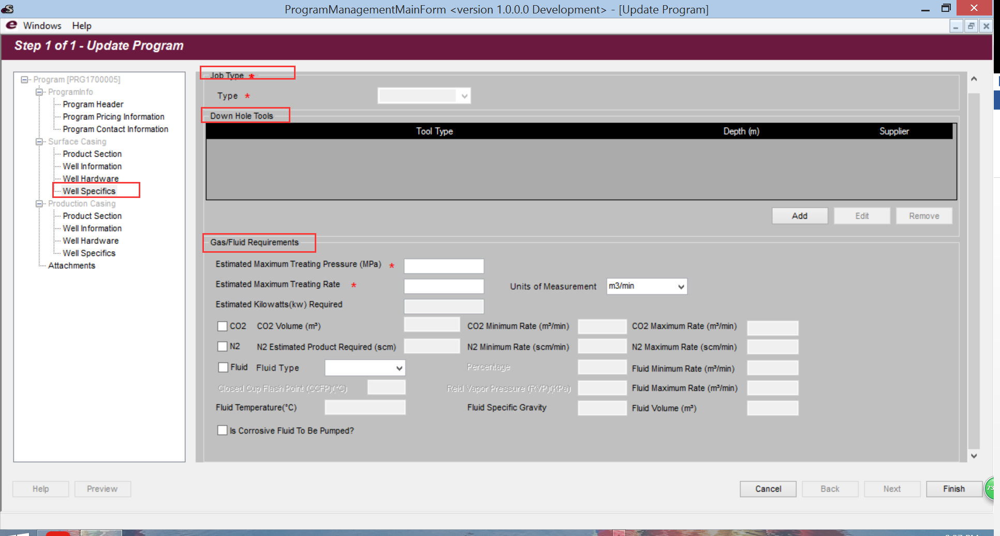 ProgramManagementMainForm <version 1.0.0.0 Development> - [Update Program]
Windows Help
Step 1 of 1 - Update Program
Program [PRG1700005]
ProgramInfo
Program Header
Program Pricing Information
Program Contact Information
Surface Casing
Product Section
Well Information
Well Hardware
Well Specifics
Production Casing
Product Section
Well Information
Well Hardware
Well Specifics
Attachments
Job Type *
Type *
Down Hole Tools
Tool Type Depth (m) Supplier
Add Edit Remove
Gas/Fluid Requirements
Estimated Maximum Treating Pressure (MPa) *
Estimated Maximum Treating Rate * Units of Measurement m3/min
Estimated Kilowatts(kw) Required
CO2 CO2 Volume (m³) CO2 Minimum Rate (m³/min) CO2 Maximum Rate (m³/min)
N2 N2 Estimated Product Required (scm) N2 Minimum Rate (scm/min) N2 Maximum Rate (scm/min)
Fluid Fluid Type Percentage Fluid Minimum Rate (m³/min)
Closed Cup Flash Point (CCFP)(°C) Reid Vapor Pressure (RVP)(KPa) Fluid Maximum Rate (m³/min)
Fluid Temperature(°C) Fluid Specific Gravity Fluid Volume (m³)
Is Corrosive Fluid To Be Pumped?
Help Preview Cancel Back Next Finish
73